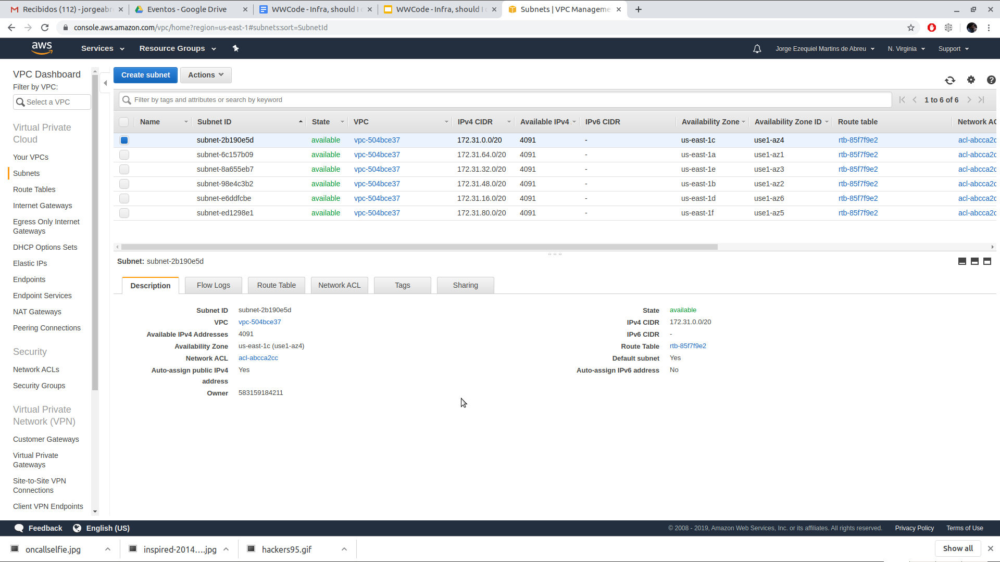 Recibidos (112) - jorgeabr
Eventos - Google Drive
WWCode - Infra, should I
WWCode - Infra, should I
Subnets | VPC Manageme
console.aws.amazon.com/vpc/home?region=us-east-1#subnets:sort=SubnetId
aws
Services
Resource Groups
Jorge Ezequiel Martins de Abreu
N. Virginia
Support
VPC Dashboard
Filter by VPC:
Select a VPC
Virtual Private
Cloud
Your VPCs
Subnets
Route Tables
Internet Gateways
Egress Only Internet
Gateways
DHCP Options Sets
Elastic IPs
Endpoints
Endpoint Services
NAT Gateways
Peering Connections
Security
Network ACLs
Security Groups
Virtual Private
Network (VPN)
Customer Gateways
Virtual Private
Gateways
Site-to-Site VPN
Connections
Client VPN Endpoints
Create subnet
Actions
Filter by tags and attributes or search by keyword
1 to 6 of 6
Name Subnet ID State VPC IPv4 CIDR Available IPv4 IPv6 CIDR Availability Zone Availability Zone ID Route table Network AC
subnet-2b190e5d available vpc-504bce37 172.31.0.0/20 4091 - us-east-1c use1-az4 rtb-85f7f9e2 acl-abcca2c
subnet-6c157b09 available vpc-504bce37 172.31.64.0/20 4091 - us-east-1a use1-az1 rtb-85f7f9e2 acl-abcca2c
subnet-8a655eb7 available vpc-504bce37 172.31.32.0/20 4091 - us-east-1e use1-az3 rtb-85f7f9e2 acl-abcca2c
subnet-98e4c3b2 available vpc-504bce37 172.31.48.0/20 4091 - us-east-1b use1-az2 rtb-85f7f9e2 acl-abcca2c
subnet-e6ddfcbe available vpc-504bce37 172.31.16.0/20 4091 - us-east-1d use1-az6 rtb-85f7f9e2 acl-abcca2c
subnet-ed1298e1 available vpc-504bce37 172.31.80.0/20 4091 - us-east-1f use1-az5 rtb-85f7f9e2 acl-abcca2c
Subnet: subnet-2b190e5d
Description
Flow Logs
Route Table
Network ACL
Tags
Sharing
Subnet ID subnet-2b190e5d
VPC vpc-504bce37
Available IPv4 Addresses 4091
Availability Zone us-east-1c (use1-az4)
Network ACL acl-abcca2cc
Auto-assign public IPv4 Yes
address
Owner 583159184211
State available
IPv4 CIDR 172.31.0.0/20
IPv6 CIDR -
Route Table rtb-85f7f9e2
Default subnet Yes
Auto-assign IPv6 address No
Feedback
English (US)
© 2008 - 2019, Amazon Web Services, Inc. or its affiliates. All rights reserved.
Privacy Policy
Terms of Use
oncallselfie.jpg
inspired-2014....jpg
hackers95.gif
Show all